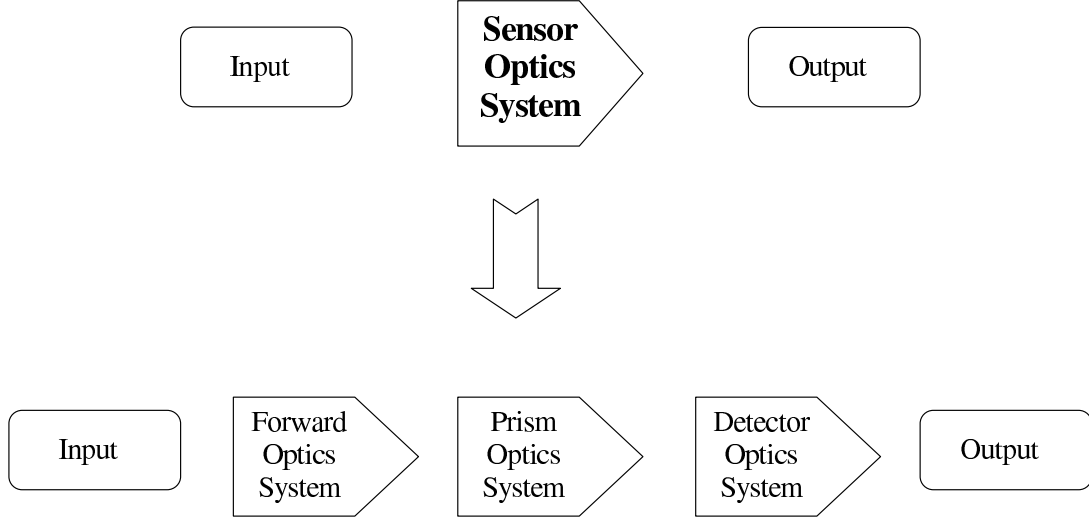 Input
Sensor
Optics
System
Output
Input
Forward
Optics
System
Prism
Optics
System
Detector
Optics
System
Output